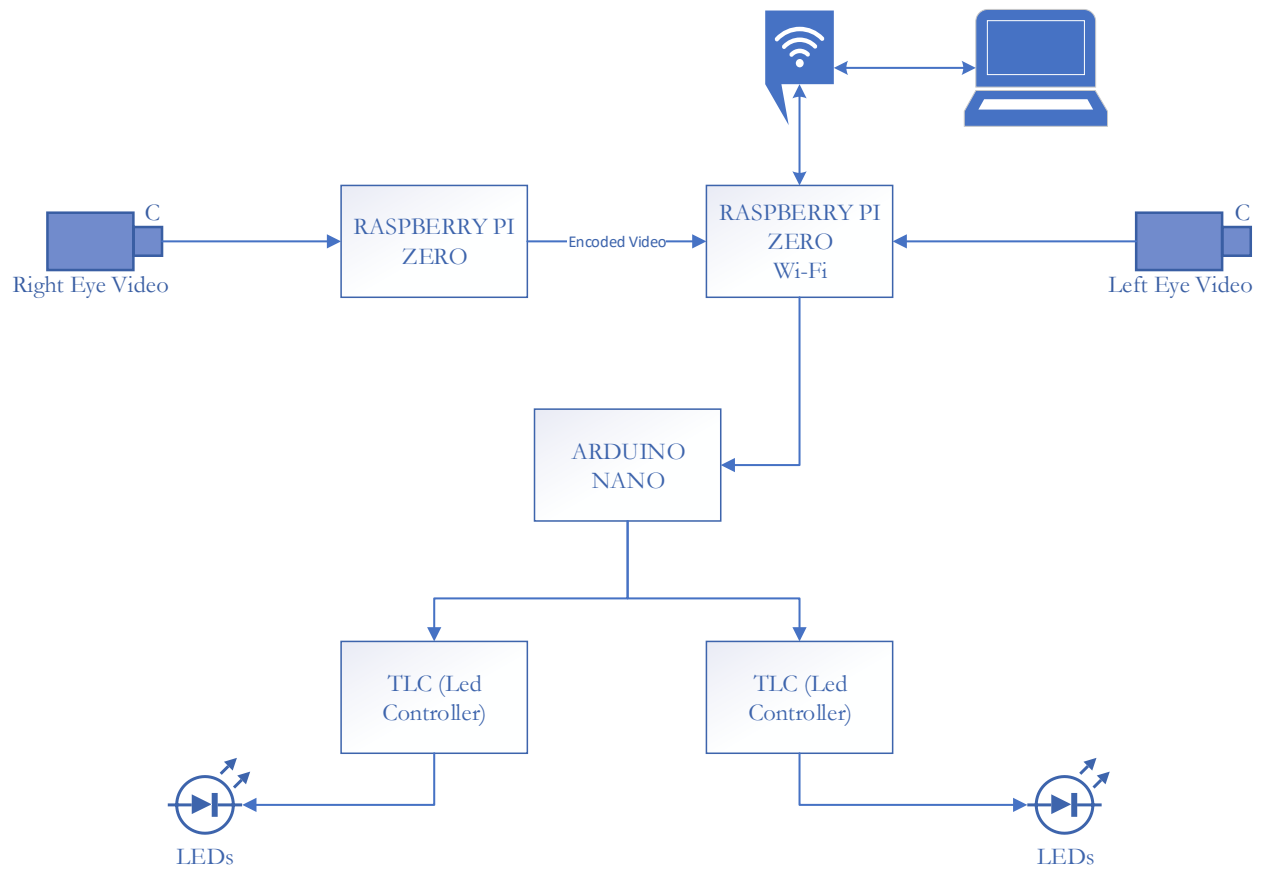 C
Right Eye Video
RASPBERRY PI
ZERO
Encoded Video
RASPBERRY PI
ZERO
Wi-Fi
C
Left Eye Video
ARDUINO
NANO
TLC (Led
Controller)
TLC (Led
Controller)
LEDs
LEDs